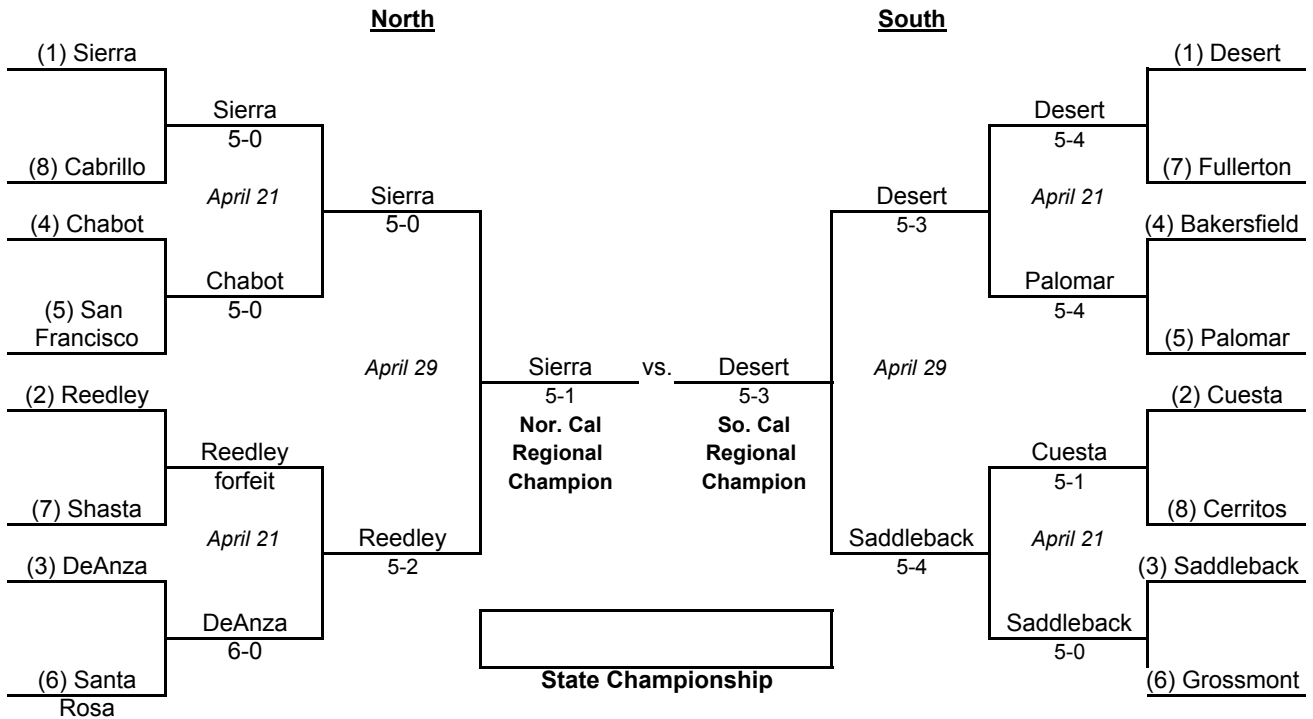 North
South
(1) Sierra
(1) Desert
Sierra
Desert
5-0
5-4
(8) Cabrillo
(7) Fullerton
April 21
Sierra
Desert
April 21
5-0
5-3
(4) Chabot
(4) Bakersfield
Chabot
Palomar
5-0
5-4
(5) San
Francisco
(5) Palomar
April 29
Sierra vs. Desert
April 29
5-1
5-3
(2) Reedley
(2) Cuesta
Nor. Cal
Regional
Champion
So. Cal
Regional
Champion
Reedley
Cuesta
forfeit
5-1
(7) Shasta
(8) Cerritos
April 21
Reedley
Saddleback
April 21
5-2
5-4
(3) DeAnza
(3) Saddleback
DeAnza
Saddleback
6-0
5-0
State Championship
(6) Santa
Rosa
(6) Grossmont